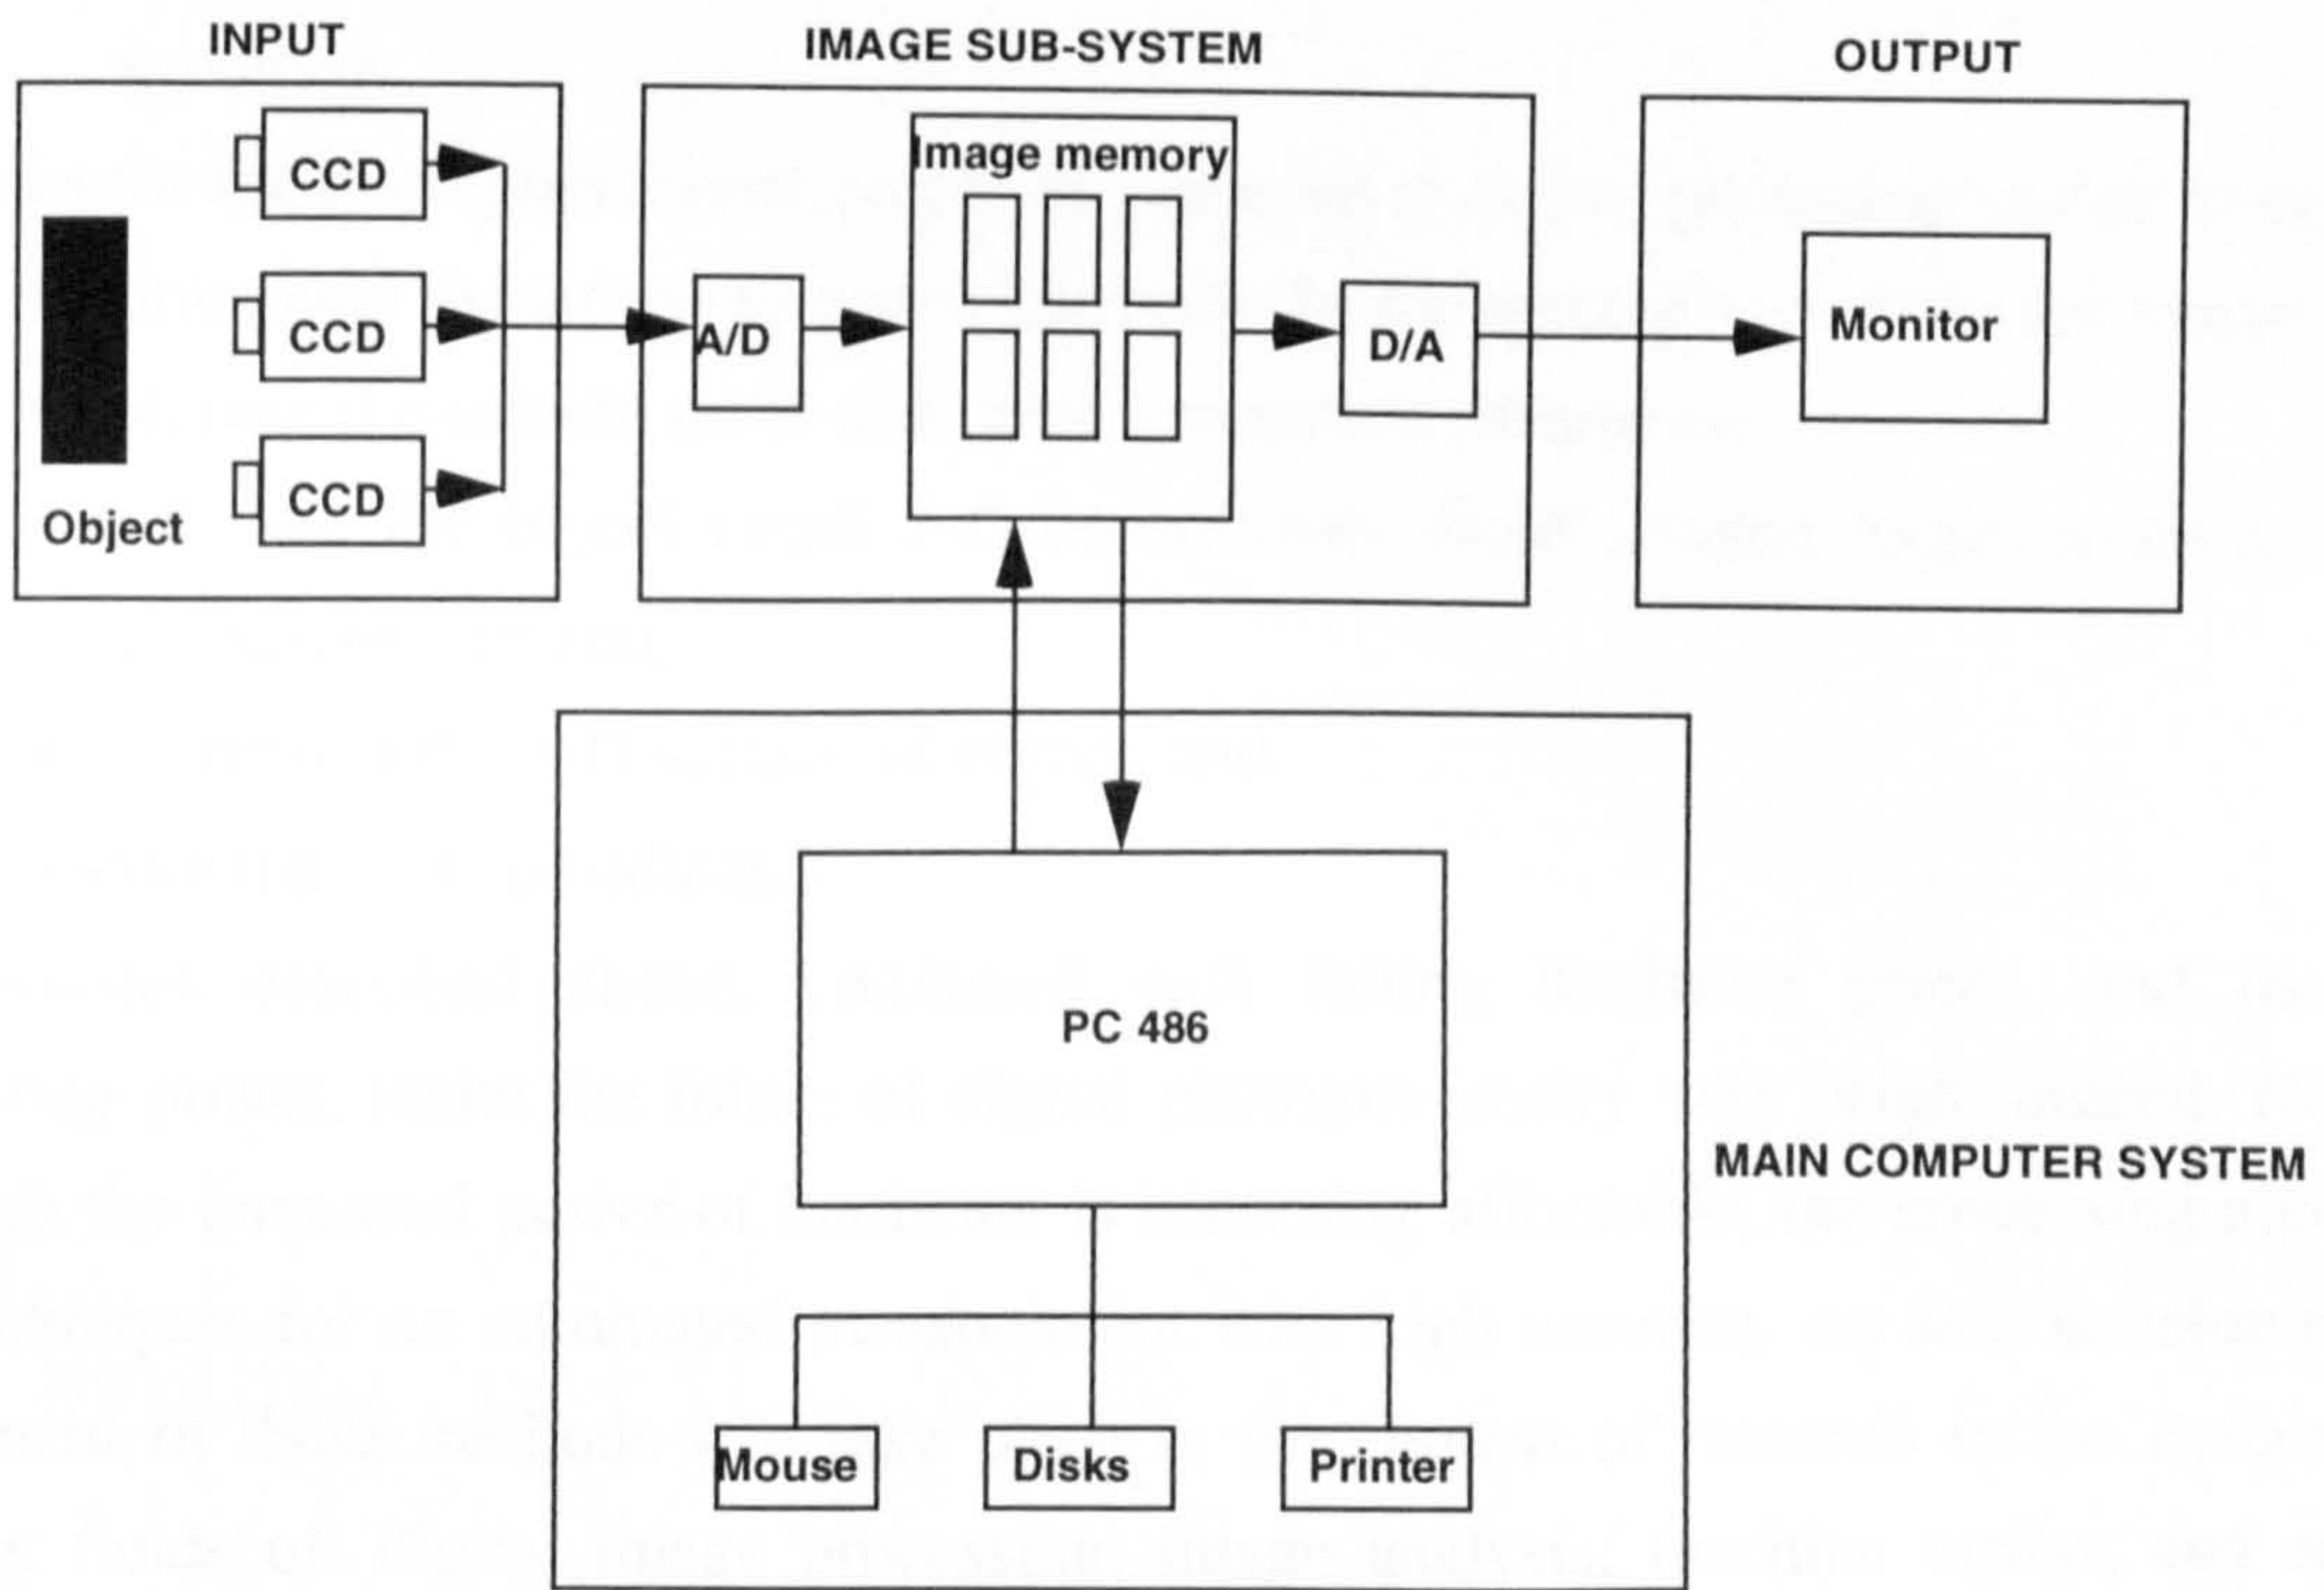 INPUT
IMAGE SUB-SYSTEM
OUTPUT
CCD
CCD
CCD
Object
A/D
Image memory
D/A
Monitor
PC 486
MAIN COMPUTER SYSTEM
Mouse
Disks
Printer